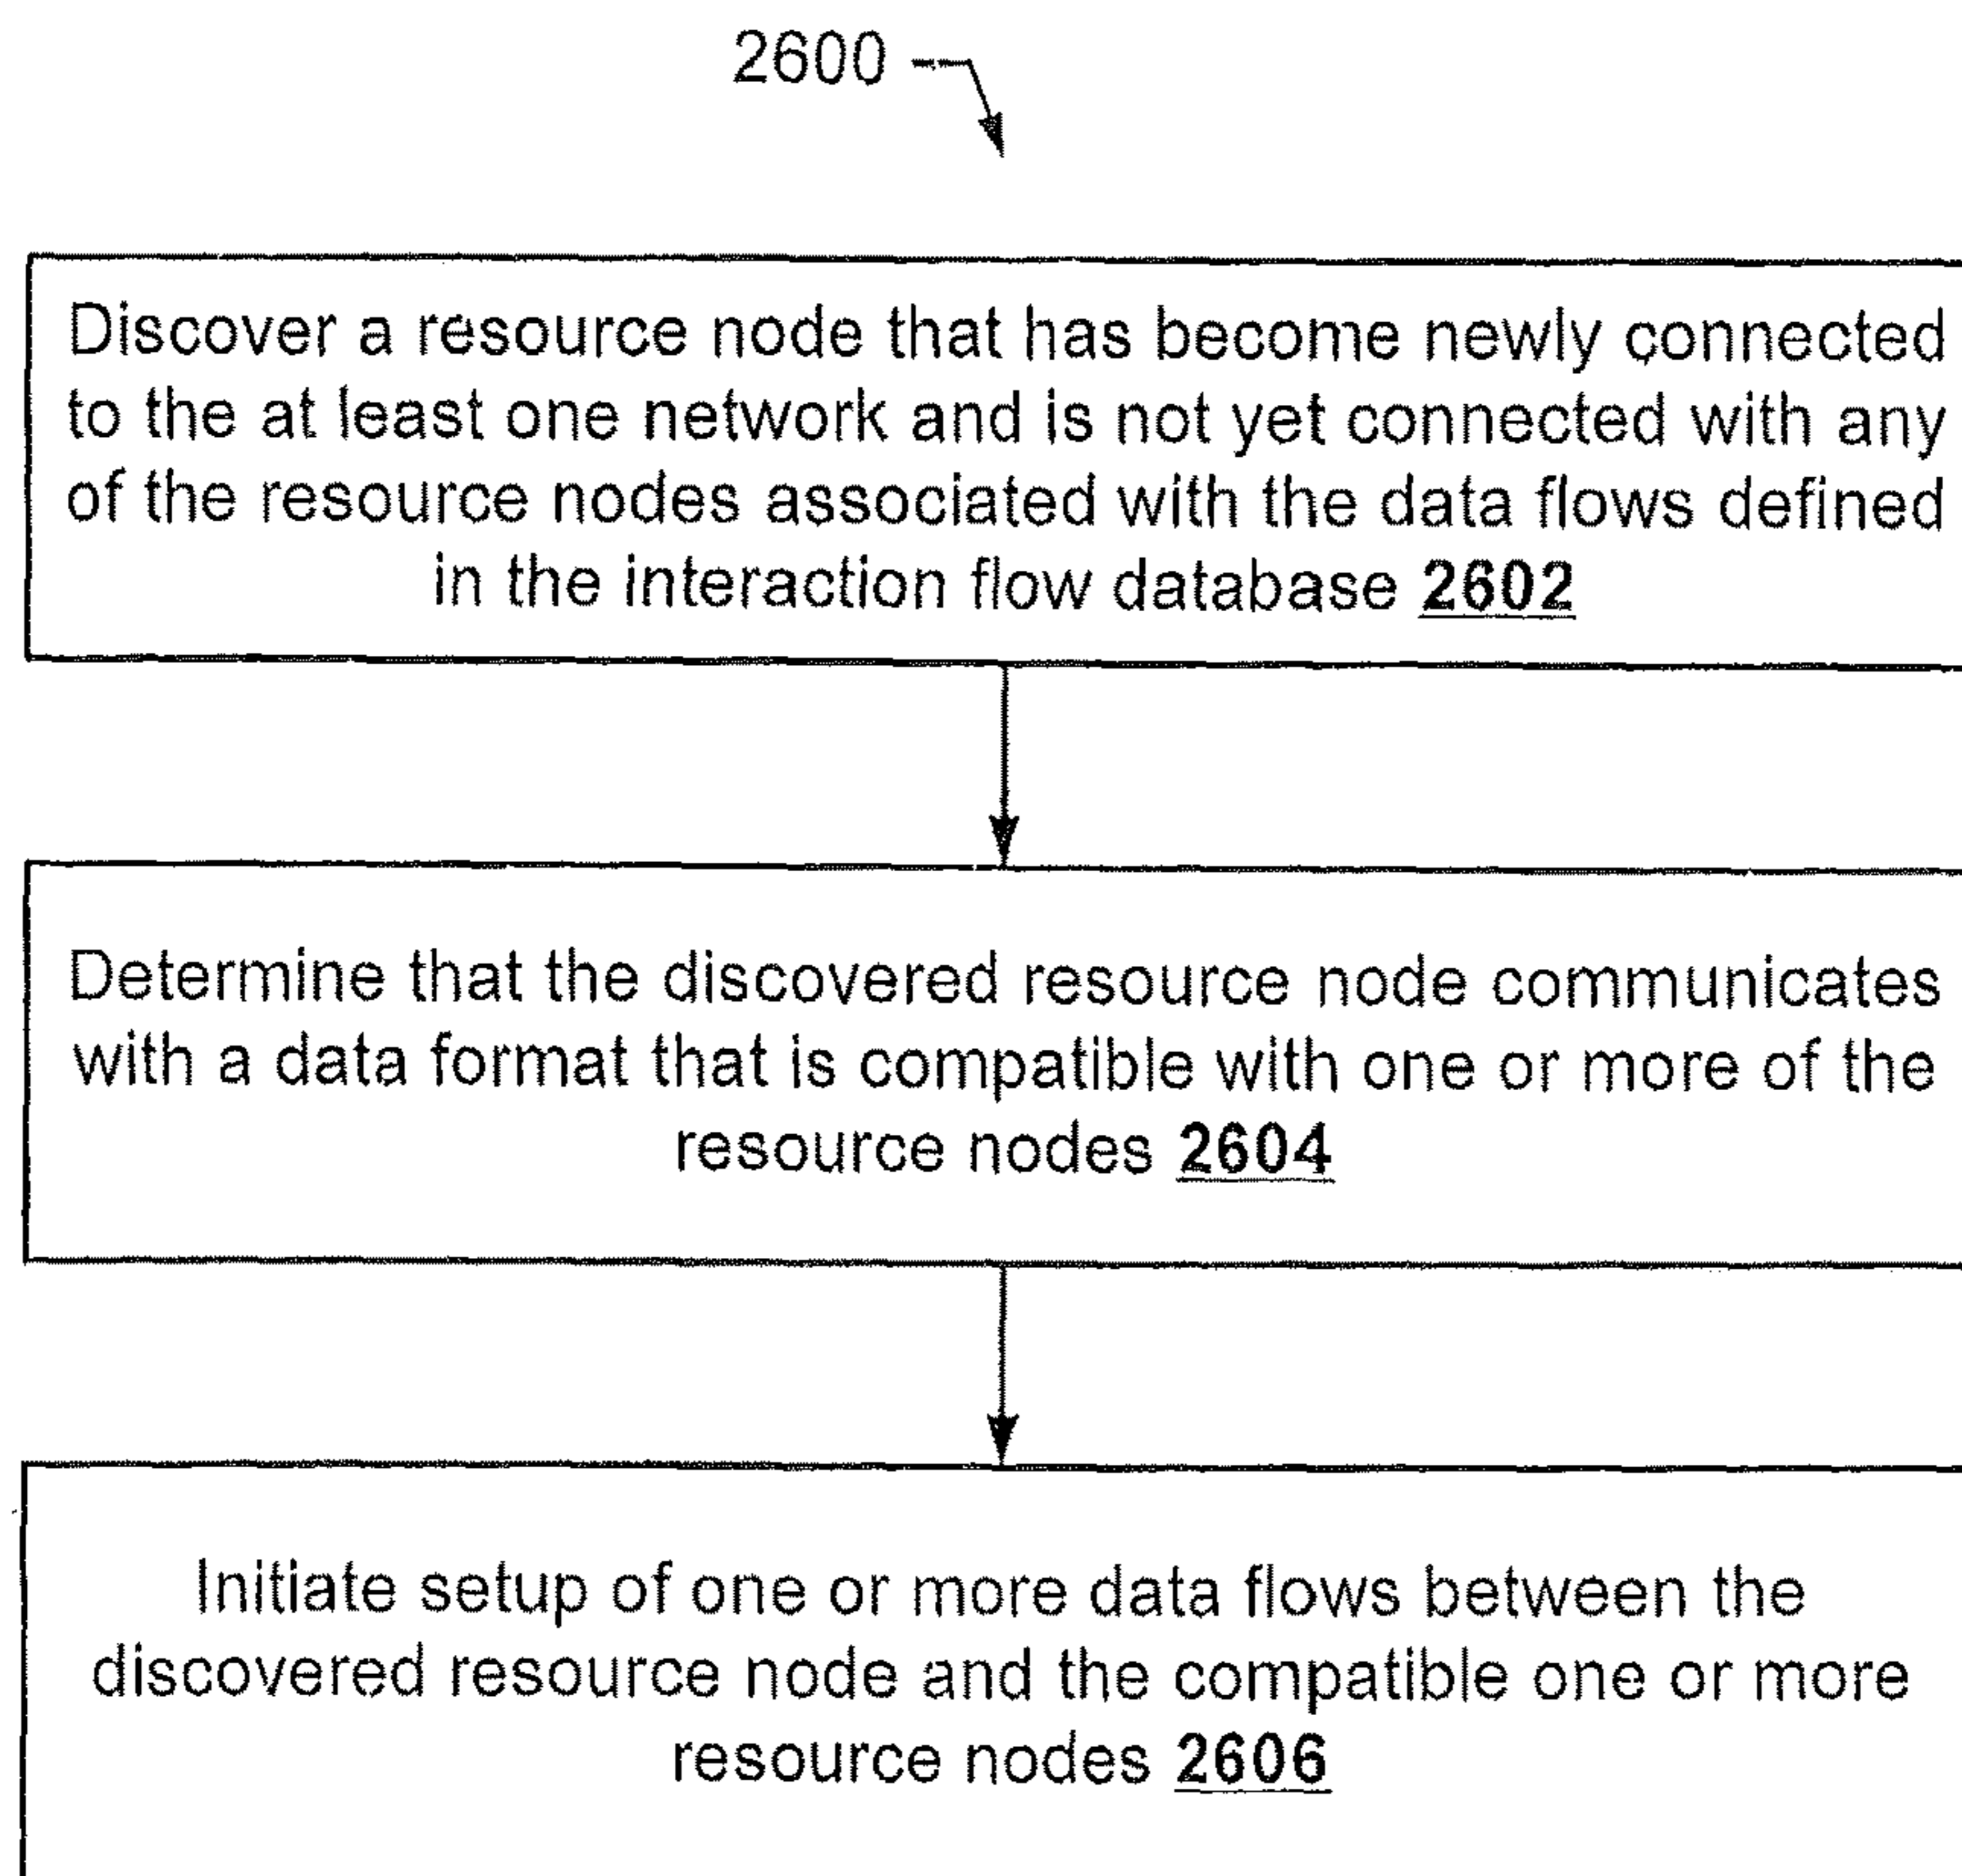 2600
Discover a resource node that has become newly connected
to the at least one network and is not yet connected with any
of the resource nodes associated with the data flows defined
in the interaction flow database 2602
Determine that the discovered resource node communicates
with a data format that is compatible with one or more of the
resource nodes 2604
Initiate setup of one or more data flows between the
discovered resource node and the compatible one or more
resource nodes 2606